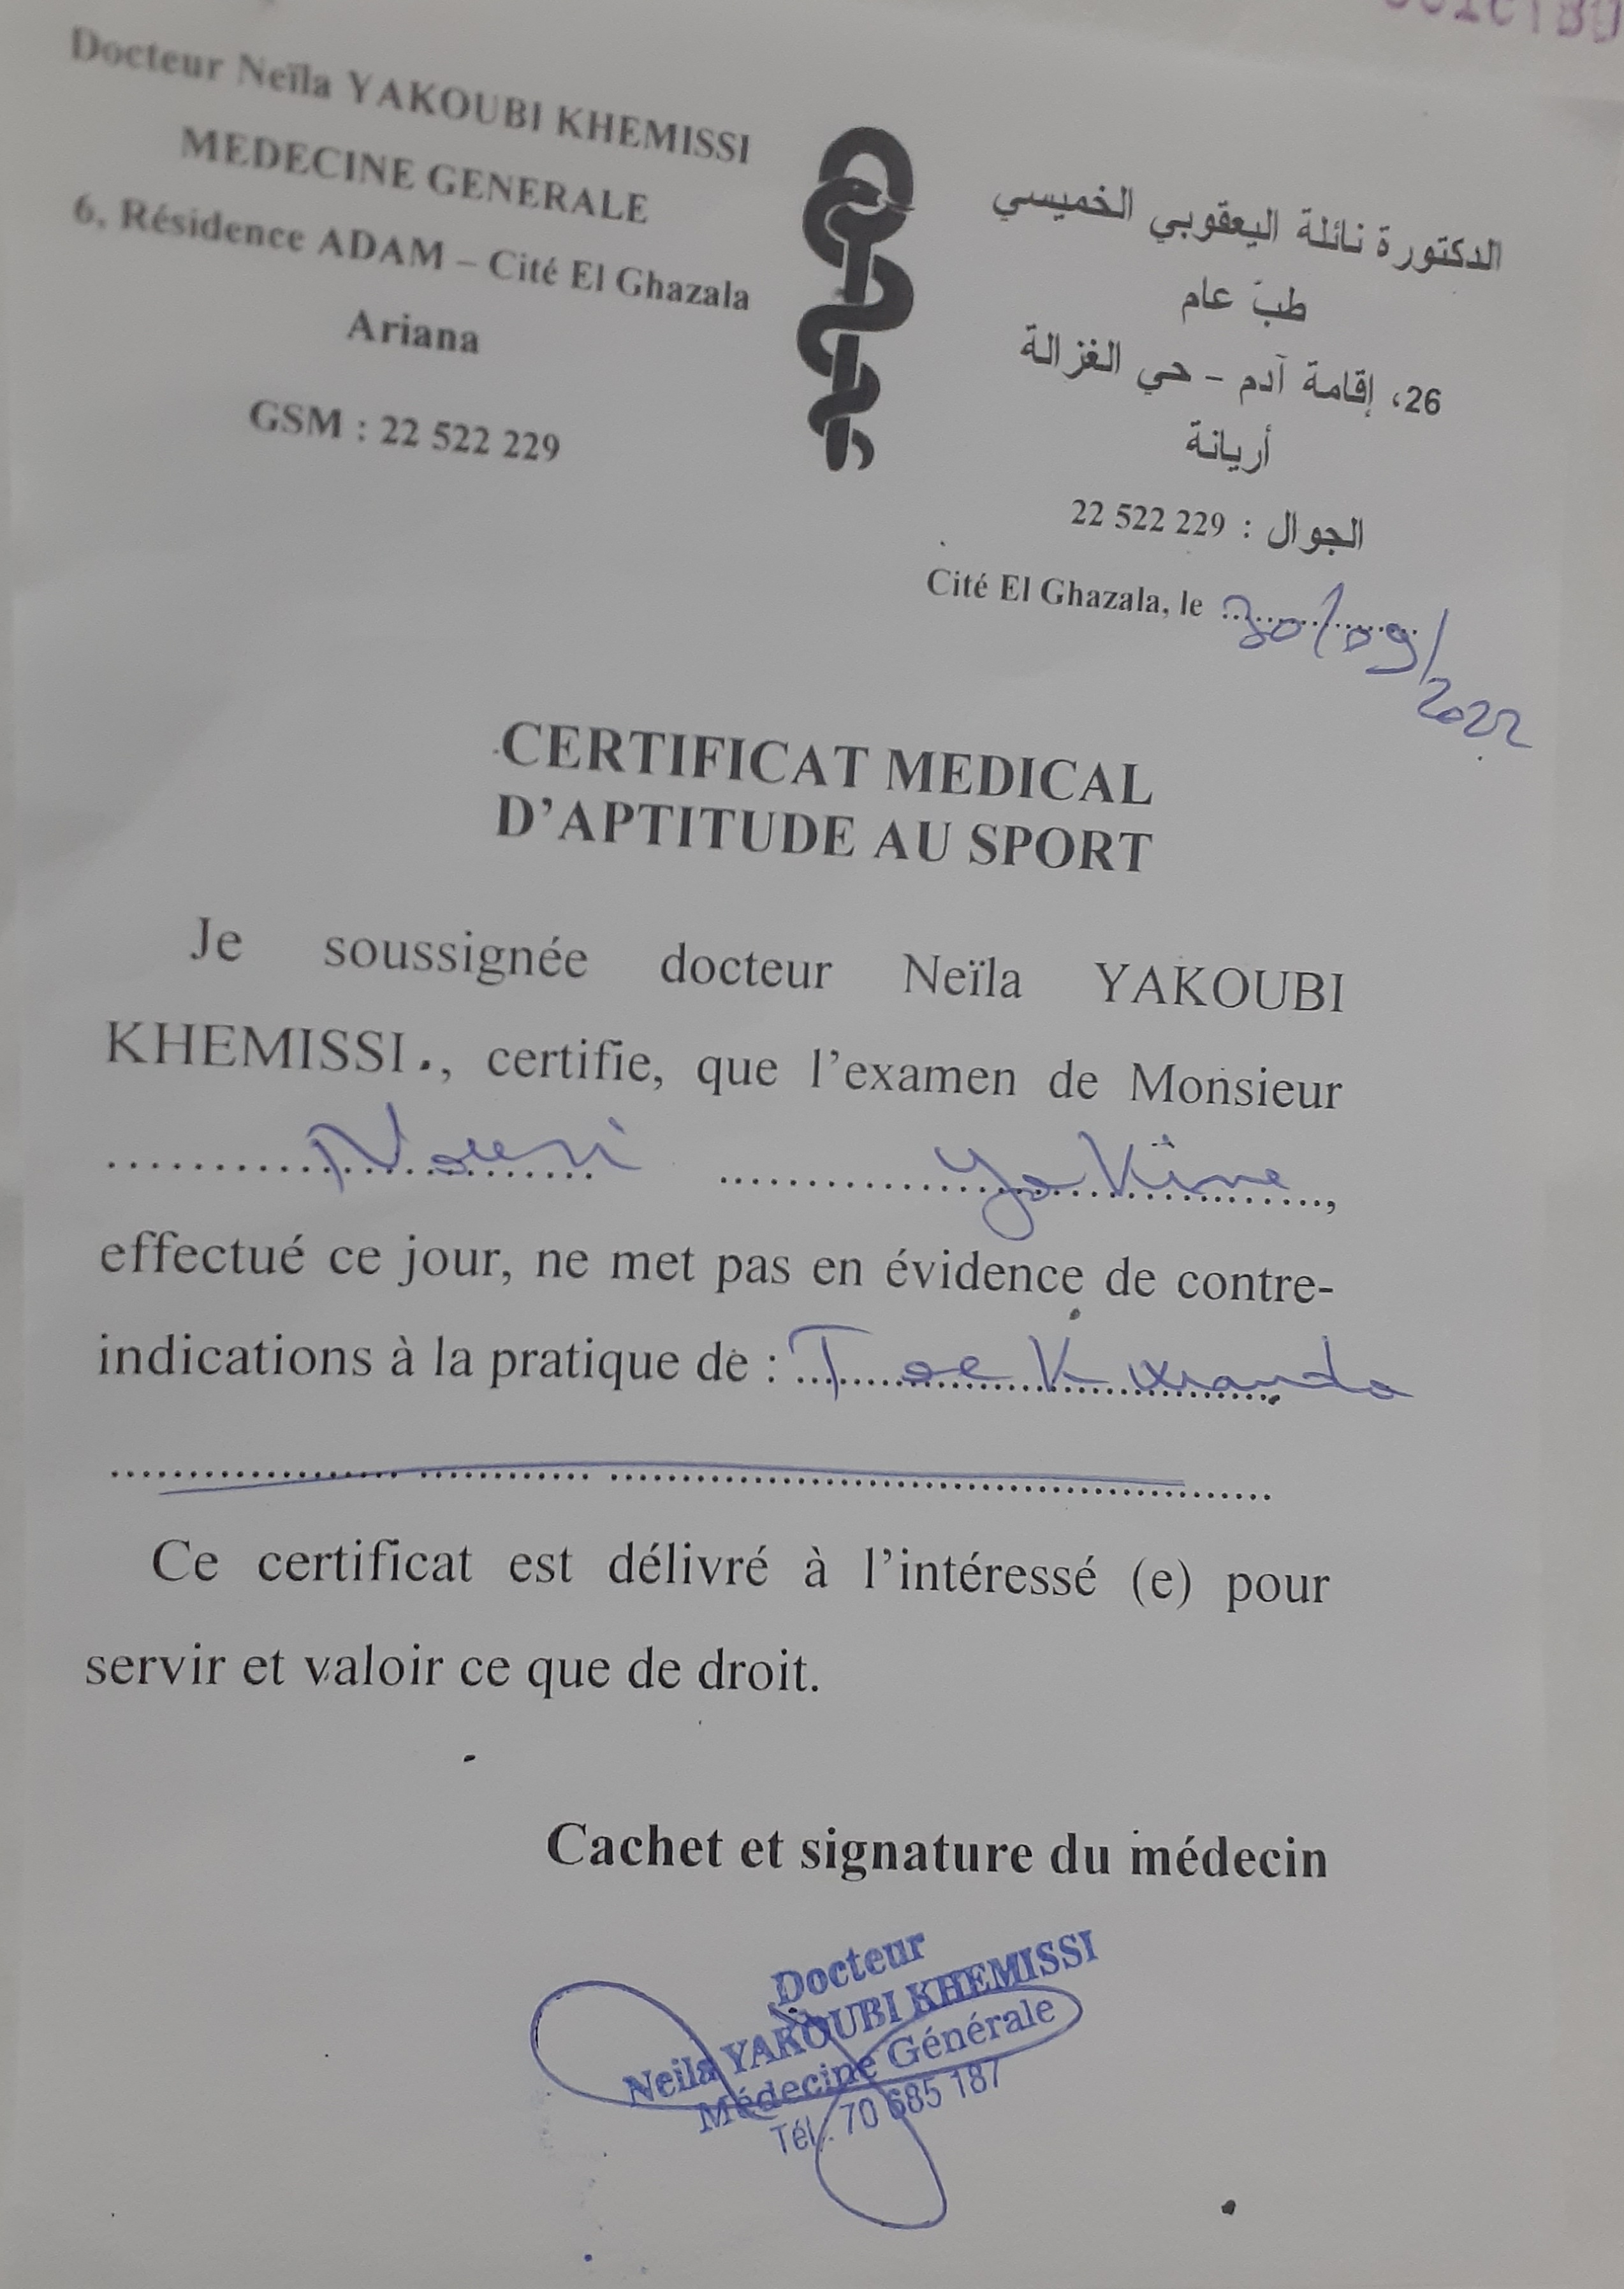 Docteur Neïla YAKOUBI KHEMISSI
MEDECINE GENERALE
6, Résidence ADAM – Cité El Ghazala
Ariana
GSM : 22 522 229
الدكتورة نائلة اليعقوبي الخميسي
طبّ عام
26، إقامة آدم - حي الغزالة
أريانة
الجوال : 22 522 229
Cité El Ghazala, le 30/09/2022
CERTIFICAT MEDICAL
D'APTITUDE AU SPORT
Je soussignée docteur Neïla YAKOUBI
KHEMISSI., certifie, que l'examen de Monsieur
Noueri Yakine,
effectué ce jour, ne met pas en évidence de contre-
indications à la pratique de : Toe Kwando
Ce certificat est délivré à l'intéressé (e) pour
servir et valoir ce que de droit.
Cachet et signature du médecin
Docteur
Neila YAKOUBI KHEMISSI
Médecine Générale
Tél : 70 685 187